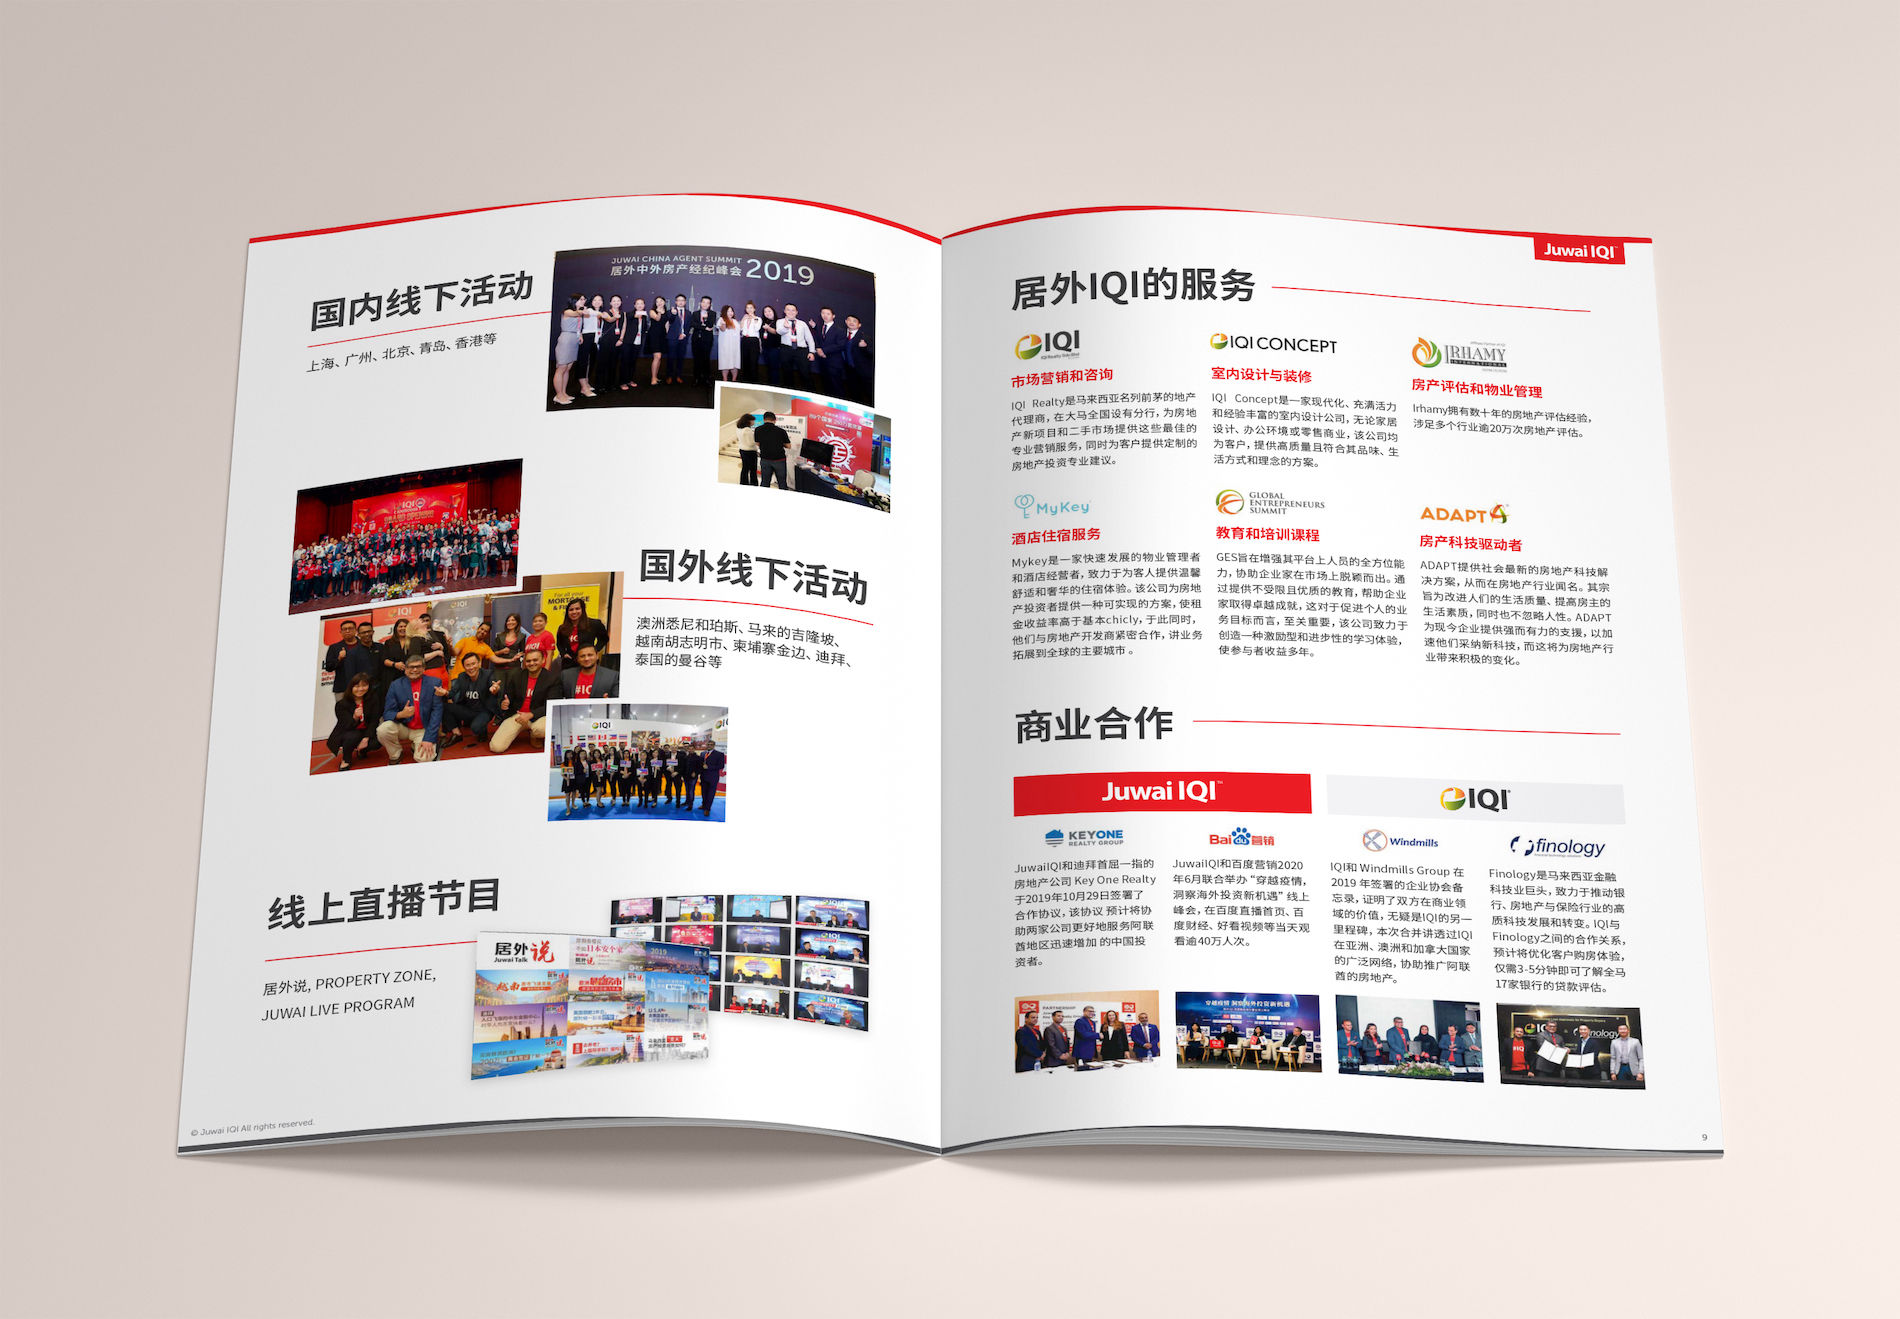 国内线下活动
上海、广州、北京、青岛、香港等
JUWAI CHINA AGENT SUMMIT
居外中外房产经纪峰会 2019
IQI
国外线下活动
澳洲悉尼和珀斯、马来的吉隆坡、
越南胡志明市、柬埔寨金边、迪拜、
泰国的曼谷等
For all your
MORTGAGE
IQI
IQI
线上直播节目
居外说, PROPERTY ZONE,
JUWAI LIVE PROGRAM
居外说
Juwai Talk
© Juwai IQI All rights reserved.
Juwai IQI™
居外IQI的服务
IQI
IQI Realty Sdn Bhd
市场营销和咨询
IQI Realty是马来西亚名列前茅的地产
代理商，在大马全国设有分行，为房地
产新项目和二手市场提供这些最佳的
专业营销服务，同时为客户提供定制的
房地产投资专业建议。
IQI CONCEPT
室内设计与装修
IQI Concept是一家现代化、充满活力
和经验丰富的室内设计公司，无论家居
设计、办公环境或零售商业，该公司均
为客户，提供高质量且符合其品味、生
活方式和理念的方案。
IRHAMY
INTERNATIONAL
房产评估和物业管理
Irhamy拥有数十年的房地产评估经验，
涉足多个行业逾20万次房地产评估。
MyKey
酒店住宿服务
Mykey是一家快速发展的物业管理者
和酒店经营者，致力于为客人提供温馨
舒适和奢华的住宿体验。该公司为房地
产投资者提供一种可实现的方案，使租
金收益率高于基本chicly，于此同时，
他们与房地产开发商紧密合作，讲业务
拓展到全球的主要城市。
GLOBAL
ENTREPRENEURS
SUMMIT
教育和培训课程
GES旨在增强其平台上人员的全方位能
力，协助企业家在市场上脱颖而出。通
过提供不受限且优质的教育，帮助企业
家取得卓越成就，这对于促进个人的业
务目标而言，至关重要，该公司致力于
创造一种激励型和进步性的学习体验，
使参与者收益多年。
ADAPT
房产科技驱动者
ADAPT提供社会最新的房地产科技解
决方案，从而在房地产行业闻名。其宗
旨为改进人们的生活质量、提高房主的
生活素质，同时也不忽略人性。ADAPT
为现今企业提供强而有力的支援，以加
速他们采纳新科技，而这将为房地产行
业带来积极的变化。
商业合作
Juwai IQI™
IQI
KEYONE
REALTY GROUP
JuwailQI和迪拜首屈一指的
房地产公司 Key One Realty
于2019年10月29日签署了
合作协议，该协议 预计将协
助两家公司更好地服务阿联
酋地区迅速增加 的中国投
资者。
Baidu营销
JuwailQI和百度营销2020
年6月联合举办“穿越疫情，
洞察海外投资新机遇”线上
峰会，在百度直播首页、百
度财经、好看视频等当天观
看逾40万人次。
Windmills
IQI和 Windmills Group 在
2019 年签署的企业协会备
忘录，证明了双方在商业领
域的价值，无疑是IQI的另一
里程碑，本次合并讲透过IQI
在亚洲、澳洲和加拿大国家
的广泛网络，协助推广阿联
酋的房地产。
finology
Finology是马来西亚金融
科技业巨头，致力于推动银
行、房地产与保险行业的高
质科技发展和转变。IQI与
Finology之间的合作关系，
预计将优化客户购房体验，
仅需3-5分钟即可了解全马
17家银行的贷款评估。
9